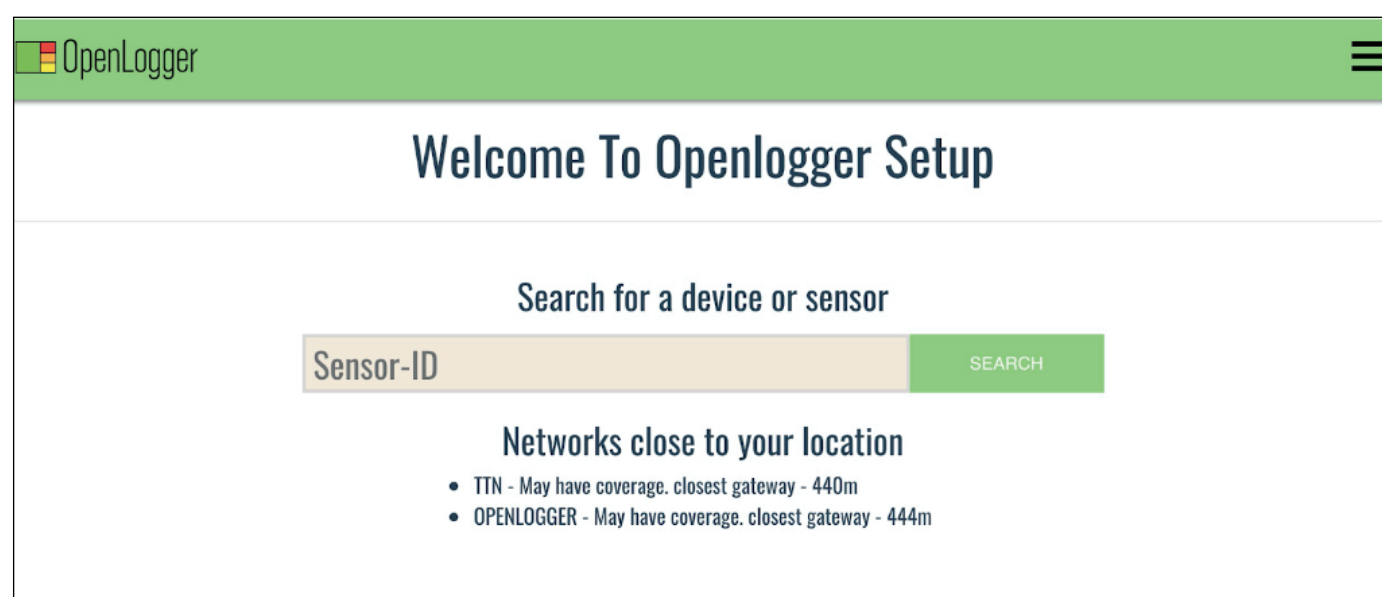 OpenLogger
Welcome To Openlogger Setup
Search for a device or sensor
Sensor-ID
SEARCH
Networks close to your location
• TTN - May have coverage. closest gateway - 440m
• OPENLOGGER - May have coverage. closest gateway - 444m